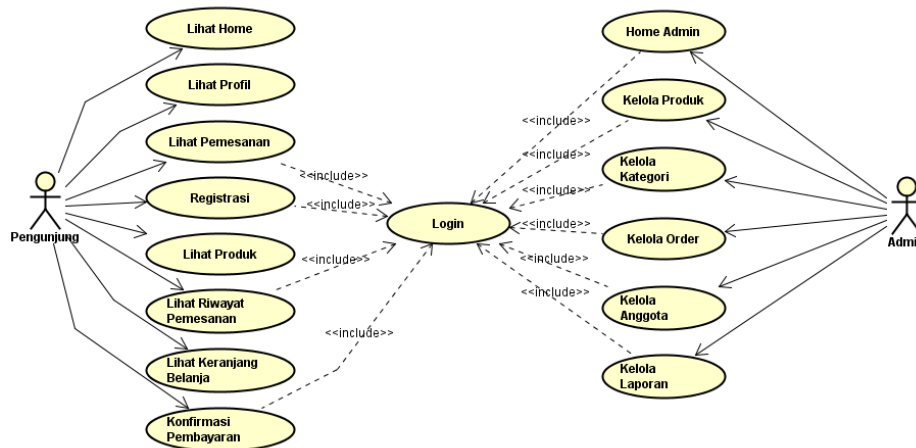 Lihat Home
Lihat Profil
Lihat Pemesanan
Registrasi
Lihat Produk
Lihat Riwayat
Pemesanan
Lihat Keranjang
Belanja
Konfirmasi
Pembayaran
Pengunjung
<<include>>
<<include>>
<<include>>
<<include>>
Login
<<include>>
<<include>>
<<include>>
<<include>>
<<include>>
<<include>>
Home Admin
Kelola Produk
Kelola
Kategori
Kelola Order
Kelola
Anggota
Kelola
Laporan
Admi